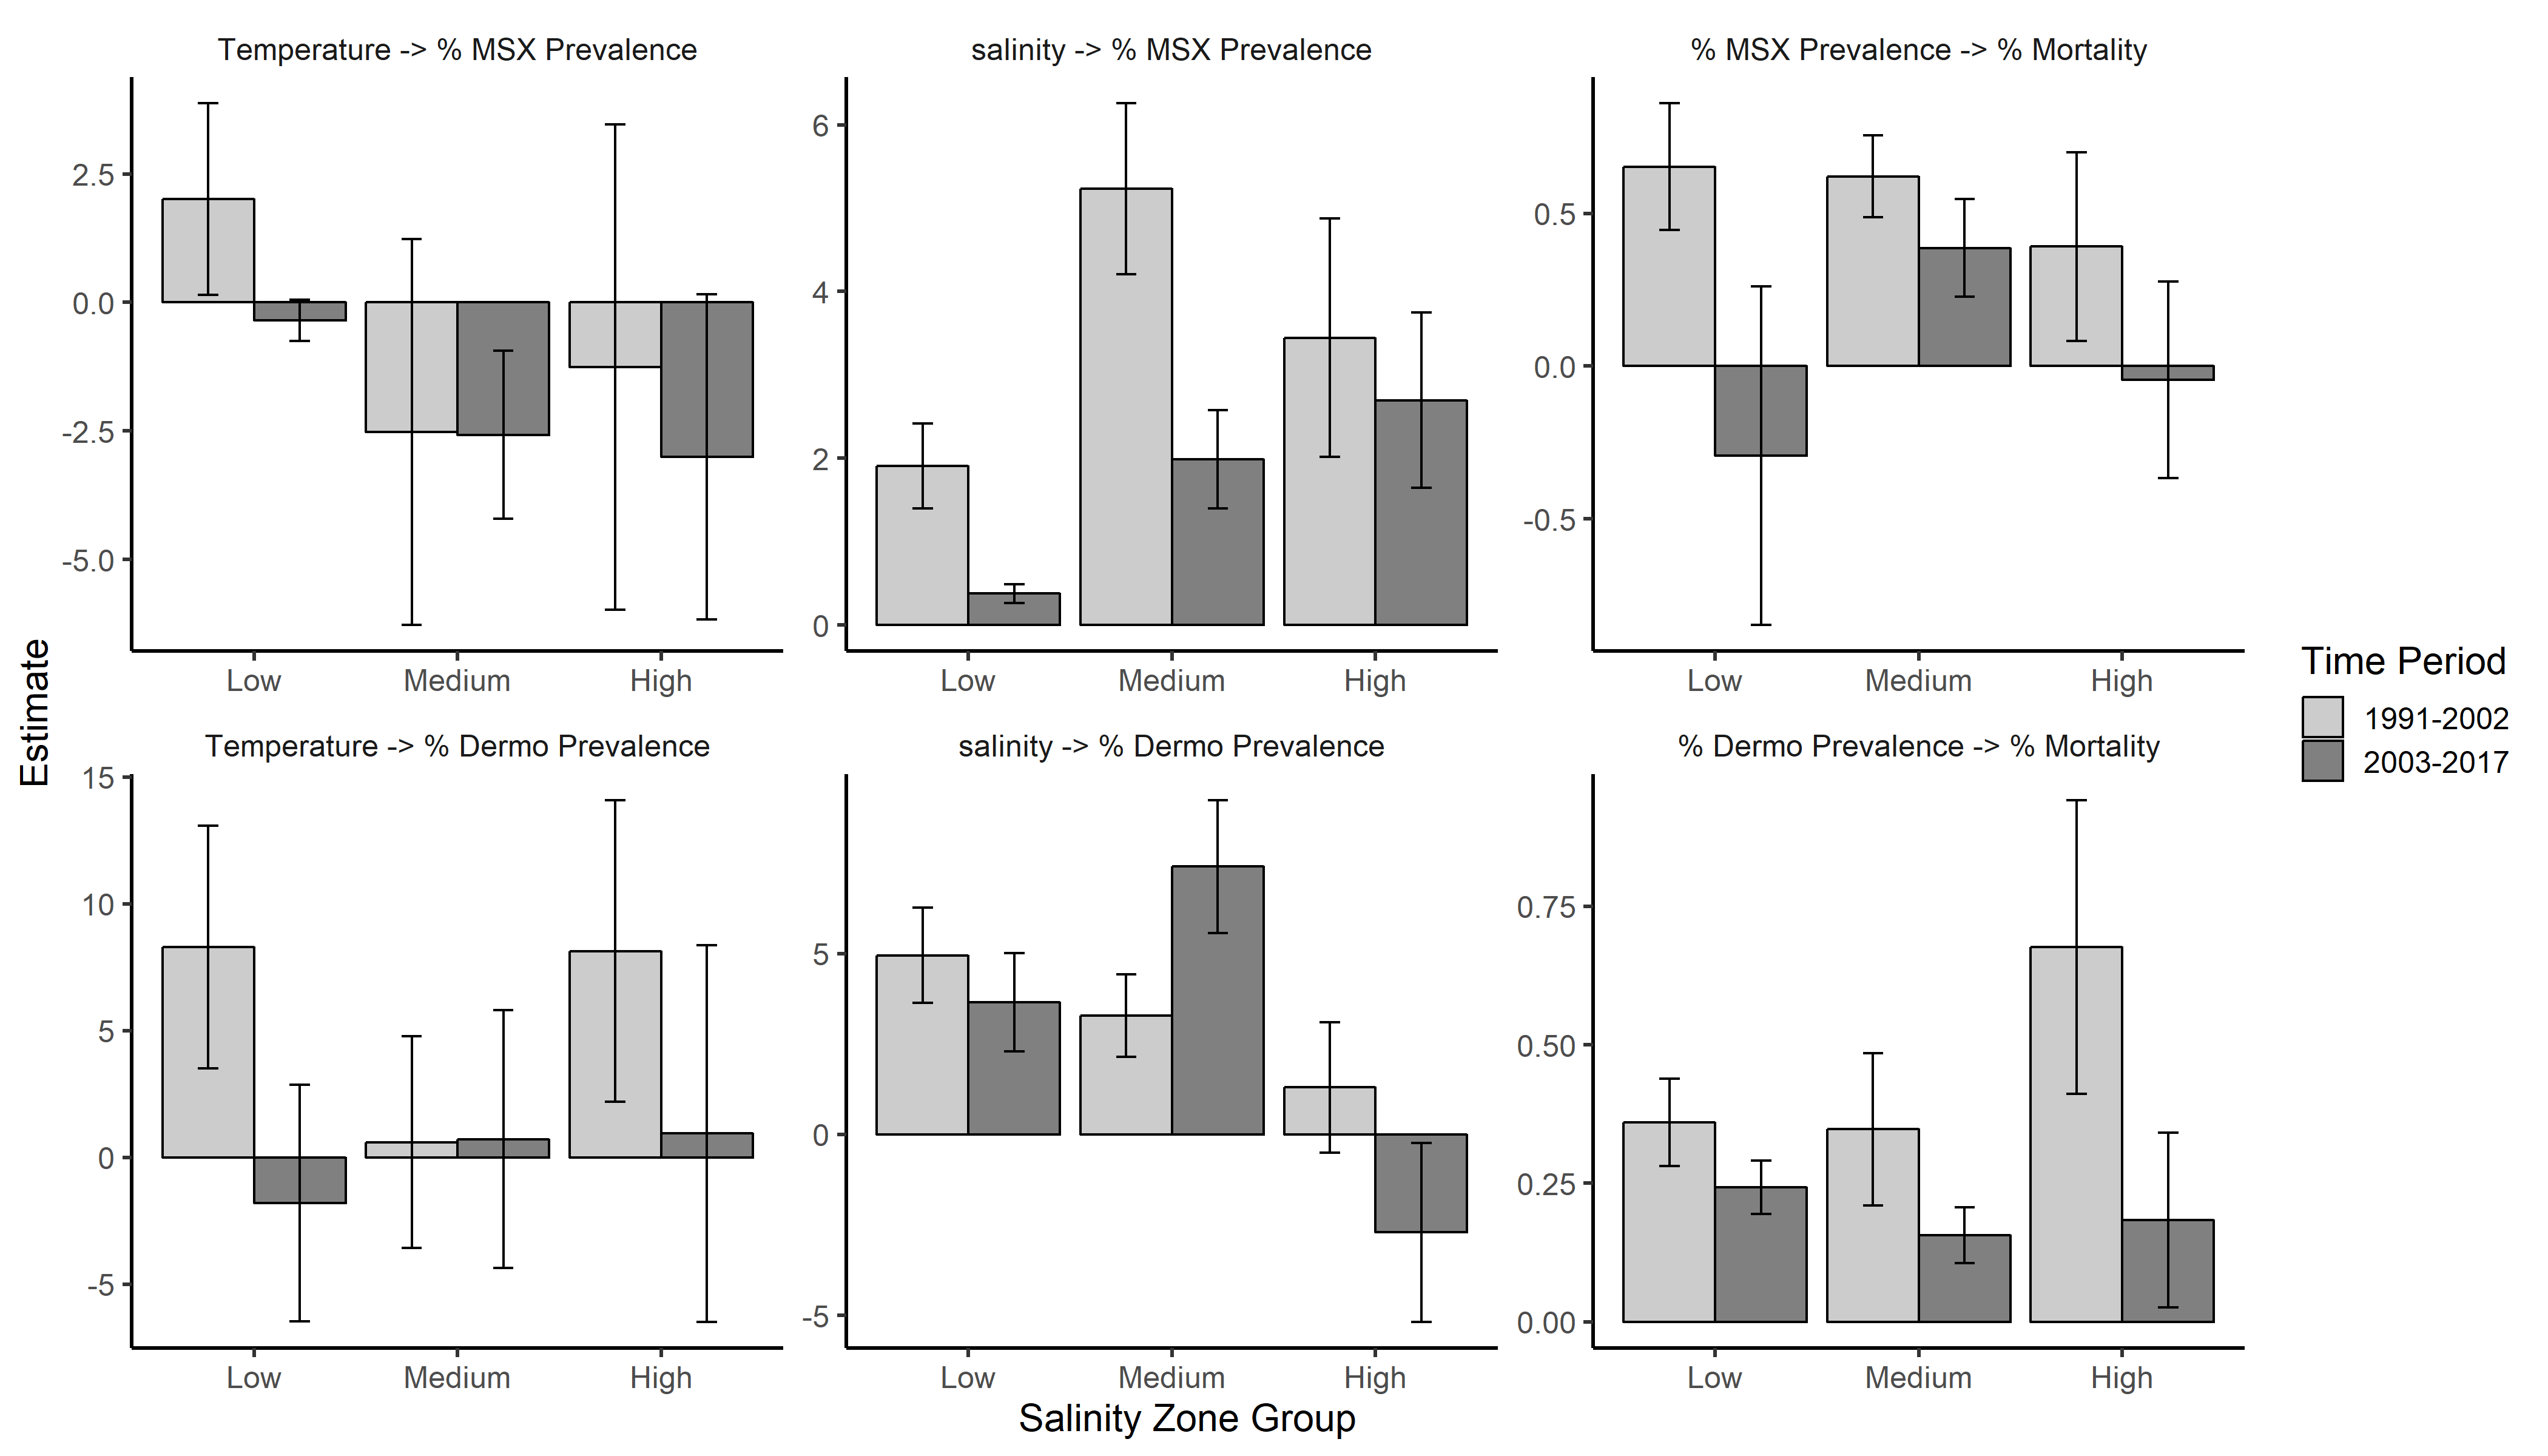 Temperature -> % MSX Prevalence
salinity -> % MSX Prevalence
% MSX Prevalence -> % Mortality
2.5
0.0
-2.5
-5.0
6
4
2
0
0.5
0.0
-0.5
Low Medium High
Low Medium High
Low Medium High
Estimate
Time Period
1991-2002
2003-2017
Temperature -> % Dermo Prevalence
salinity -> % Dermo Prevalence
% Dermo Prevalence -> % Mortality
15
10
5
0
-5
5
0
-5
0.75
0.50
0.25
0.00
Low Medium High
Low Medium High
Low Medium High
Salinity Zone Group